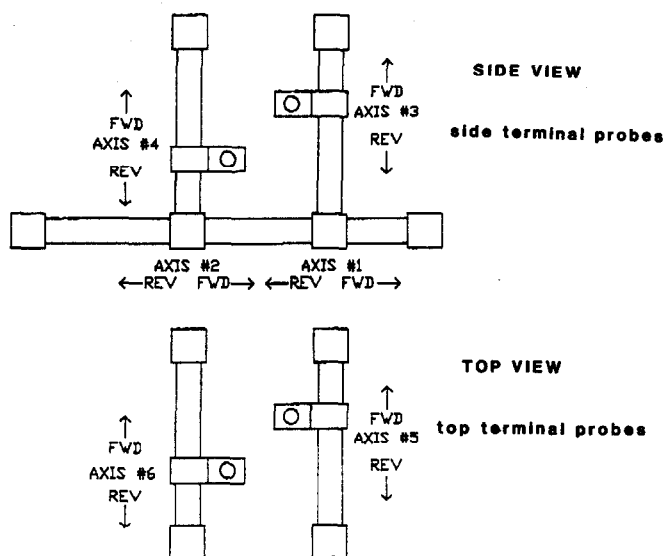 SIDE VIEW
FWD
AXIS #3
REV
side terminal probes
FWD
AXIS #4
REV
AXIS #2
←REV FWD→
AXIS #1
←REV FWD→
TOP VIEW
FWD
AXIS #5
REV
top terminal probes
FWD
AXIS #6
REV